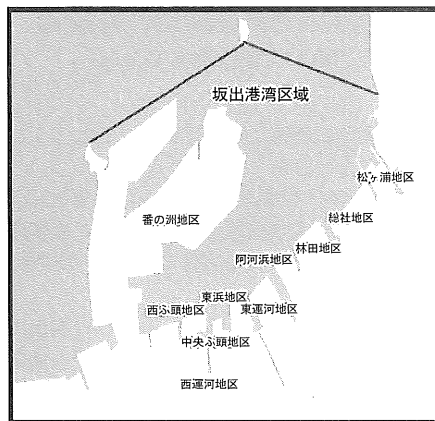 坂出港湾区域
松ヶ浦地区
番の洲地区
総社地区
林田地区
阿河浜地区
東浜地区
西ふ頭地区
東運河地区
中央ふ頭地区
西運河地区